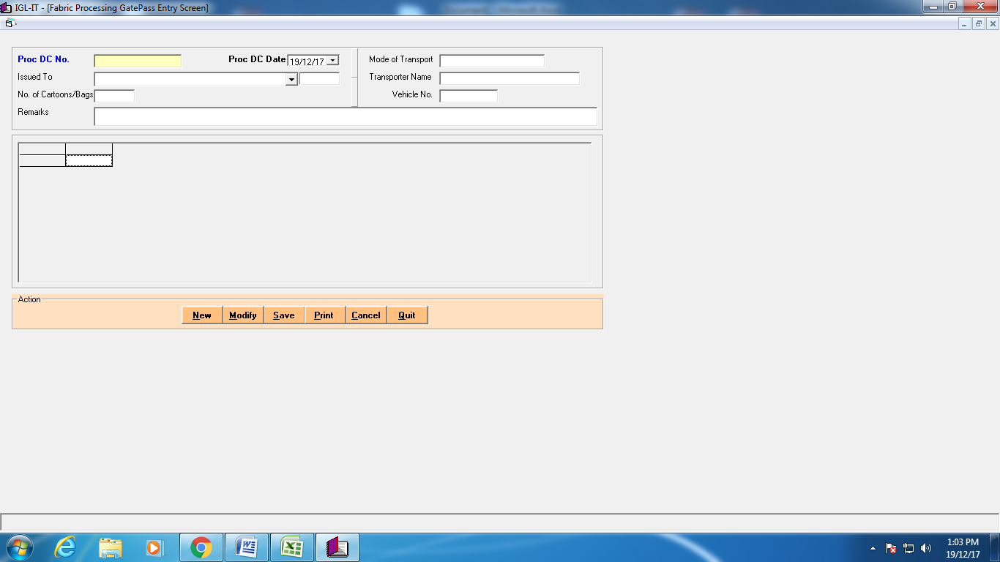 IGL-IT - [Fabric Processing GatePass Entry Screen]
Proc DC No.
Proc DC Date 19/12/17
Mode of Transport
Issued To
Transporter Name
No. of Cartoons/Bags
Vehicle No.
Remarks
Action
New Modify Save Print Cancel Quit
1:03 PM
19/12/17